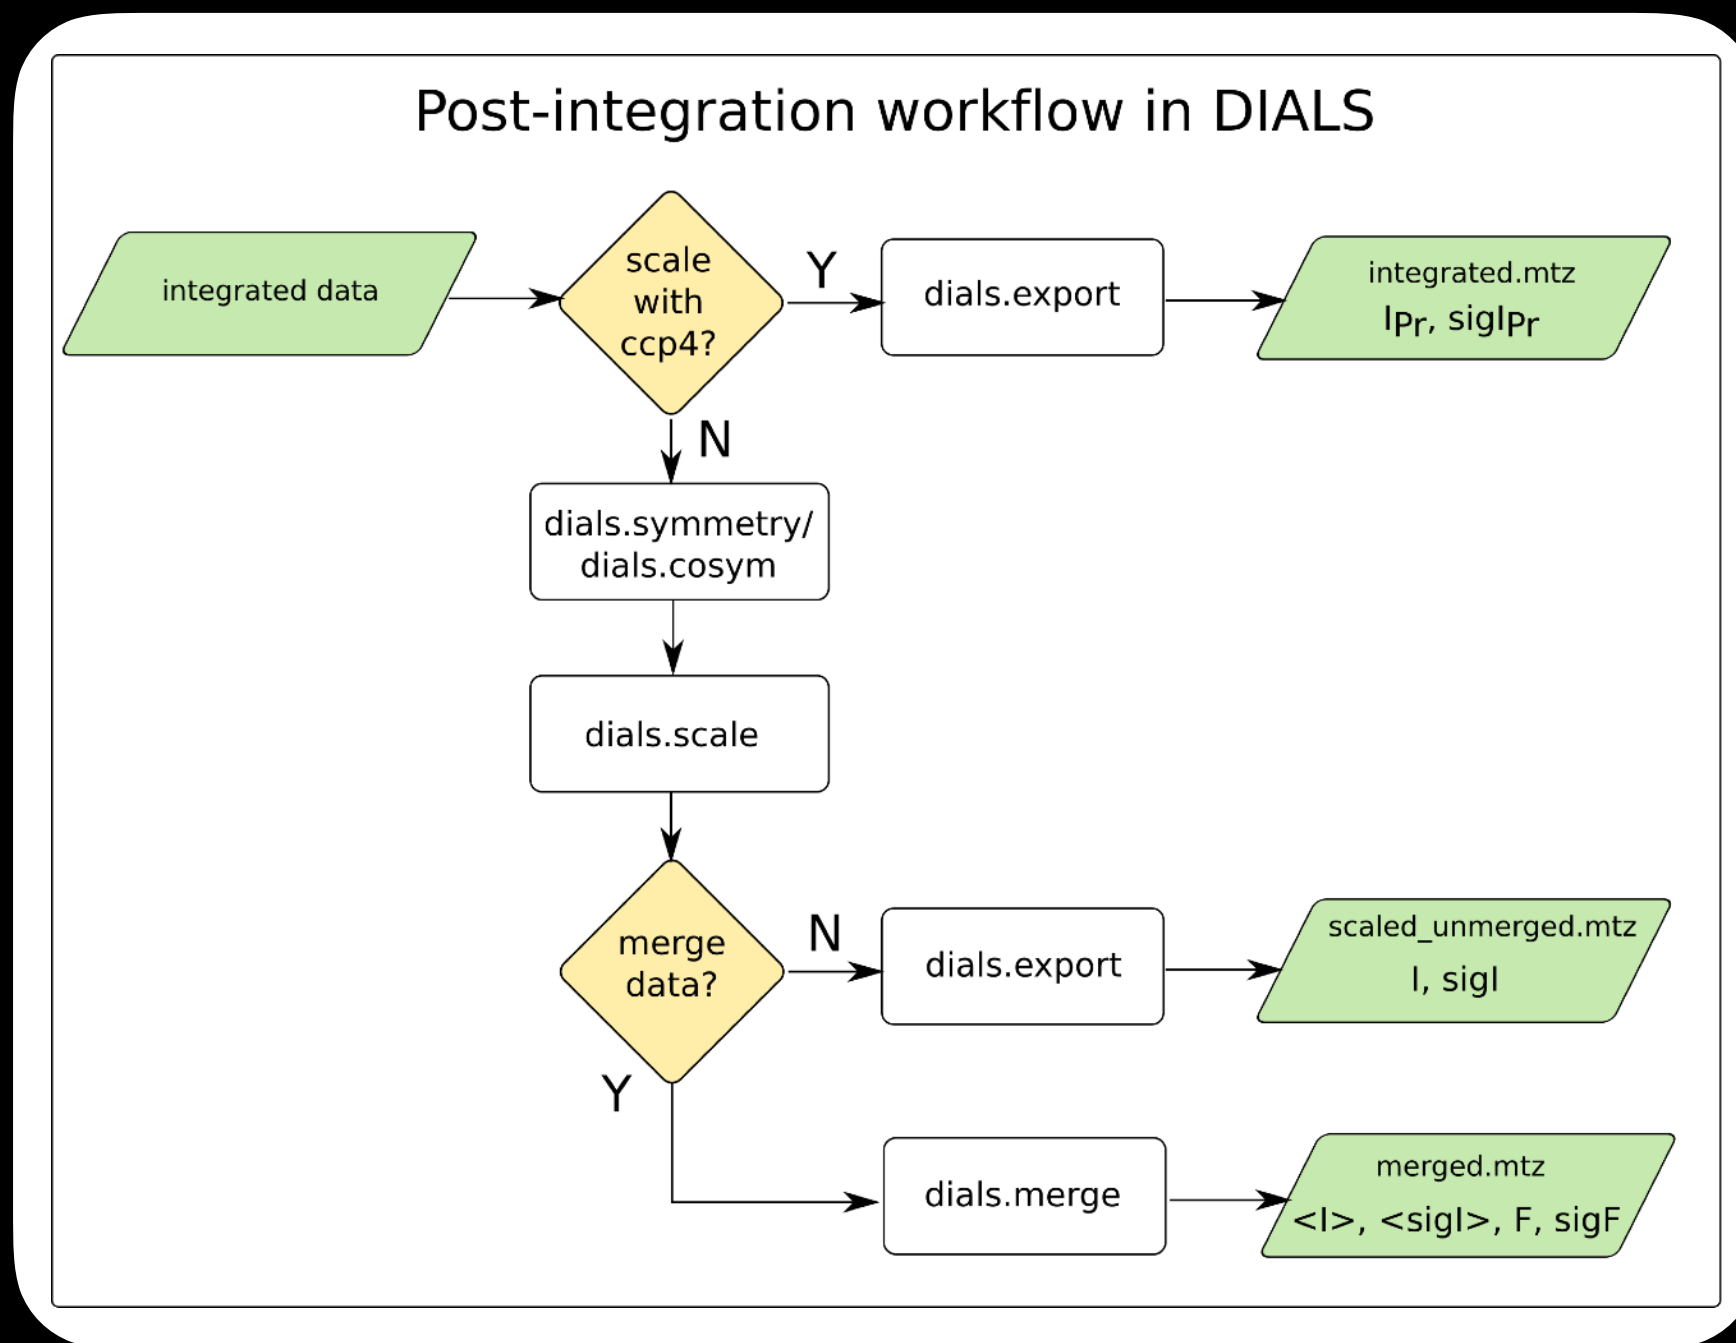 Post-integration workflow in DIALS
integrated data
scale
with
ccp4?
Y
dials.export
integrated.mtz
IPr, sigIPr
N
dials.symmetry/
dials.cosym
dials.scale
merge
data?
N
dials.export
scaled_unmerged.mtz
I, sigI
Y
dials.merge
merged.mtz
<I>, <sigI>, F, sigF